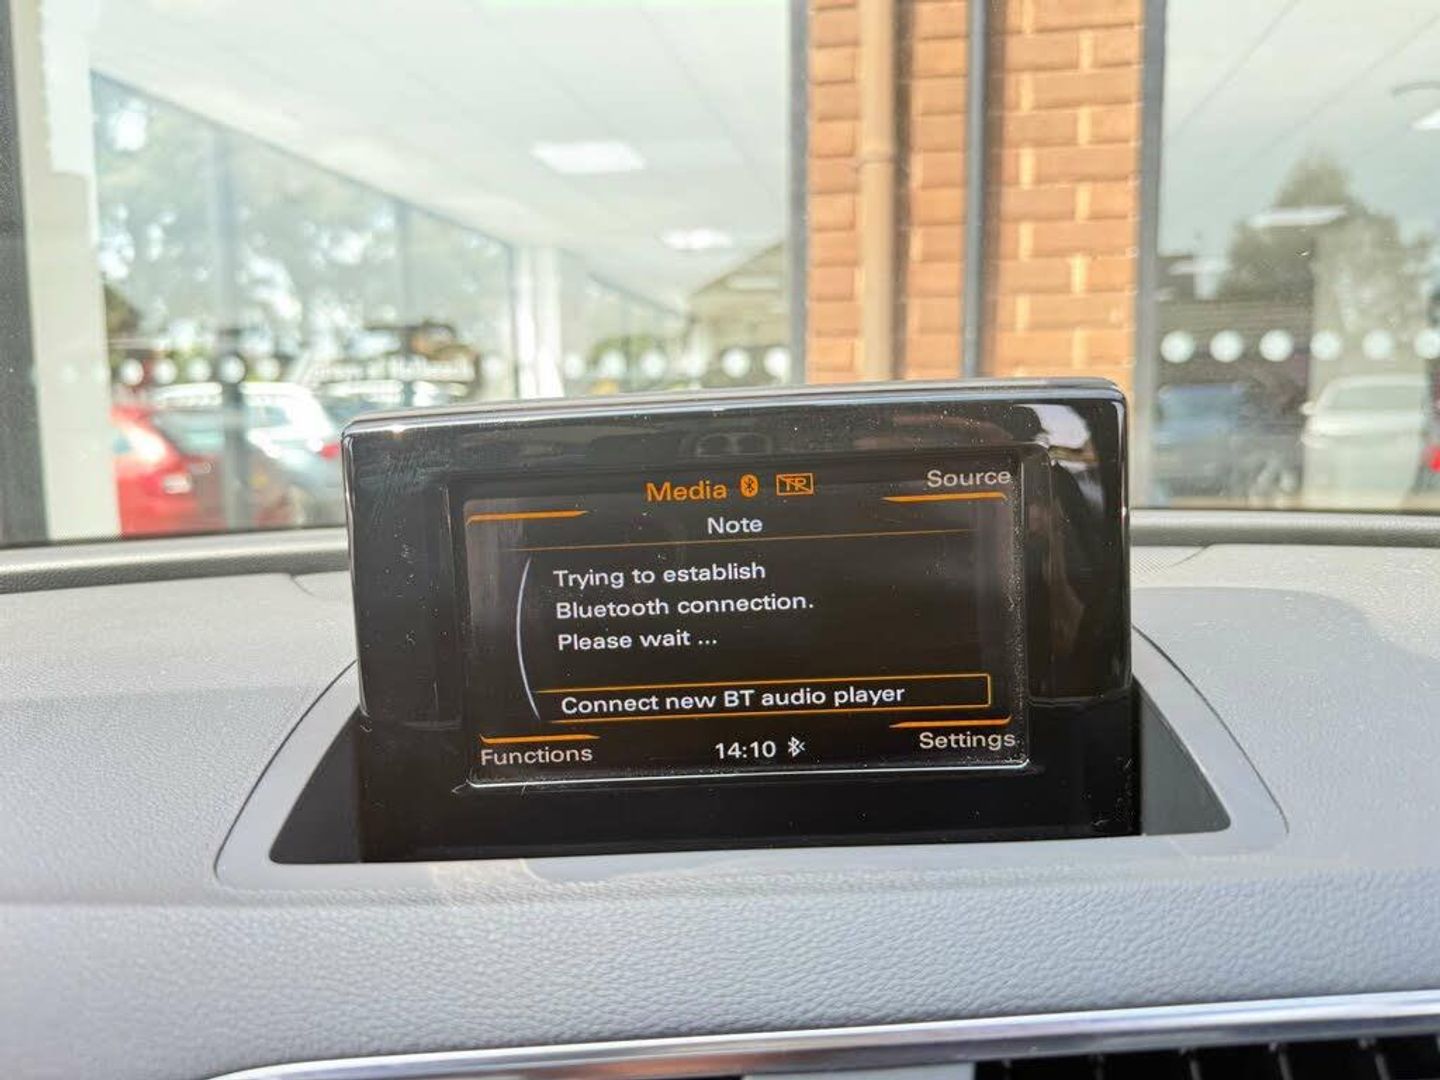 Media TP Source
Note
Trying to establish
Bluetooth connection.
Please wait ...
Connect new BT audio player
Functions 14:10 Settings